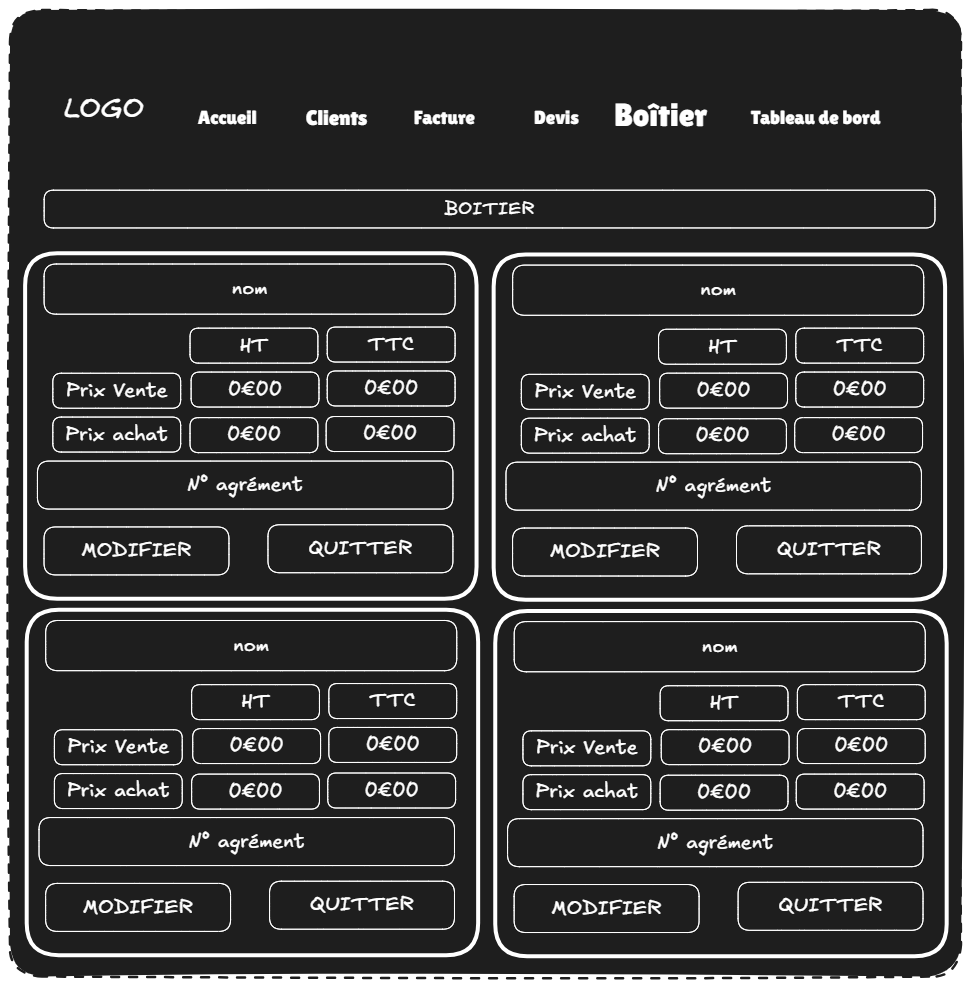 LOGO Accueil Clients Facture Devis Boîtier Tableau de bord
BOITIER
nom
HT TTC
Prix Vente 0€00 0€00
Prix achat 0€00 0€00
N° agrément
MODIFIER QUITTER
nom
HT TTC
Prix Vente 0€00 0€00
Prix achat 0€00 0€00
N° agrément
MODIFIER QUITTER
nom
HT TTC
Prix Vente 0€00 0€00
Prix achat 0€00 0€00
N° agrément
MODIFIER QUITTER
nom
HT TTC
Prix Vente 0€00 0€00
Prix achat 0€00 0€00
N° agrément
MODIFIER QUITTER